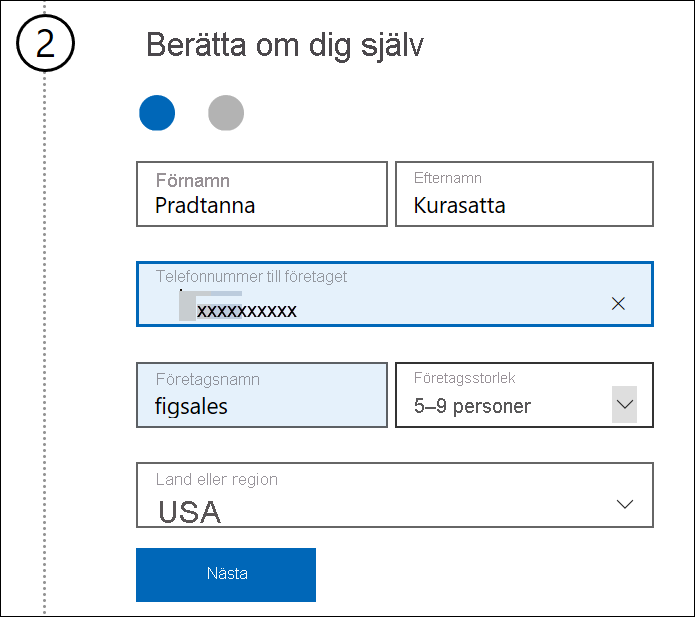 2
Berätta om dig själv
Förnamn
Pradtanna
Efternamn
Kurasatta
Telefonnummer till företaget
xxxxxxxxxx
Företagsnamn
figsales
Företagsstorlek
5–9 personer
Land eller region
USA
Nästa